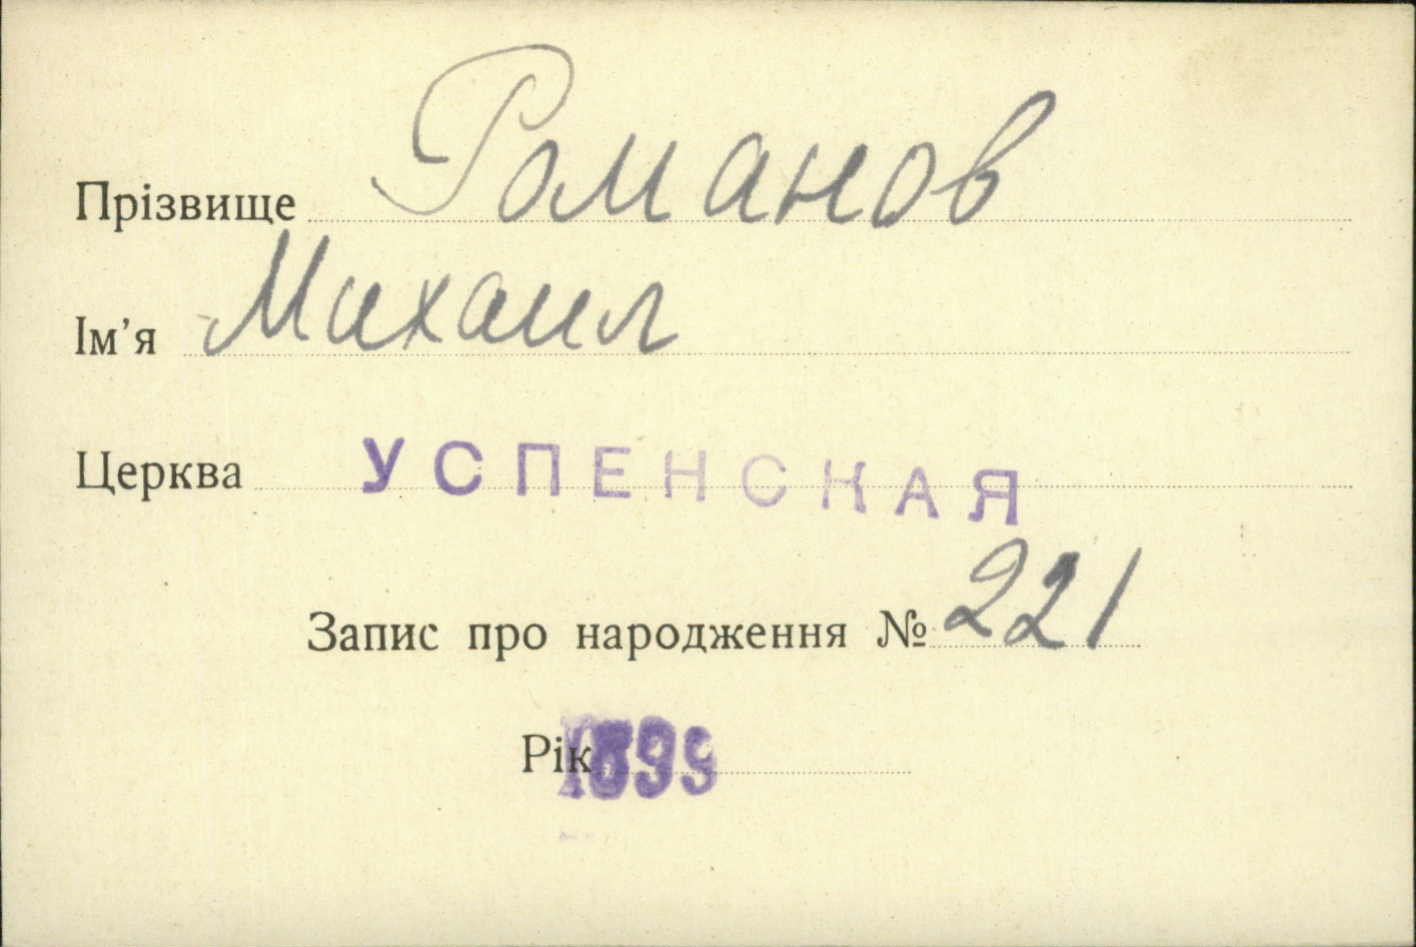 Прізвище Романов
Ім'я Михаил
Церква УСПЕНСКАЯ
Запис про народження № 221
Рік 1899